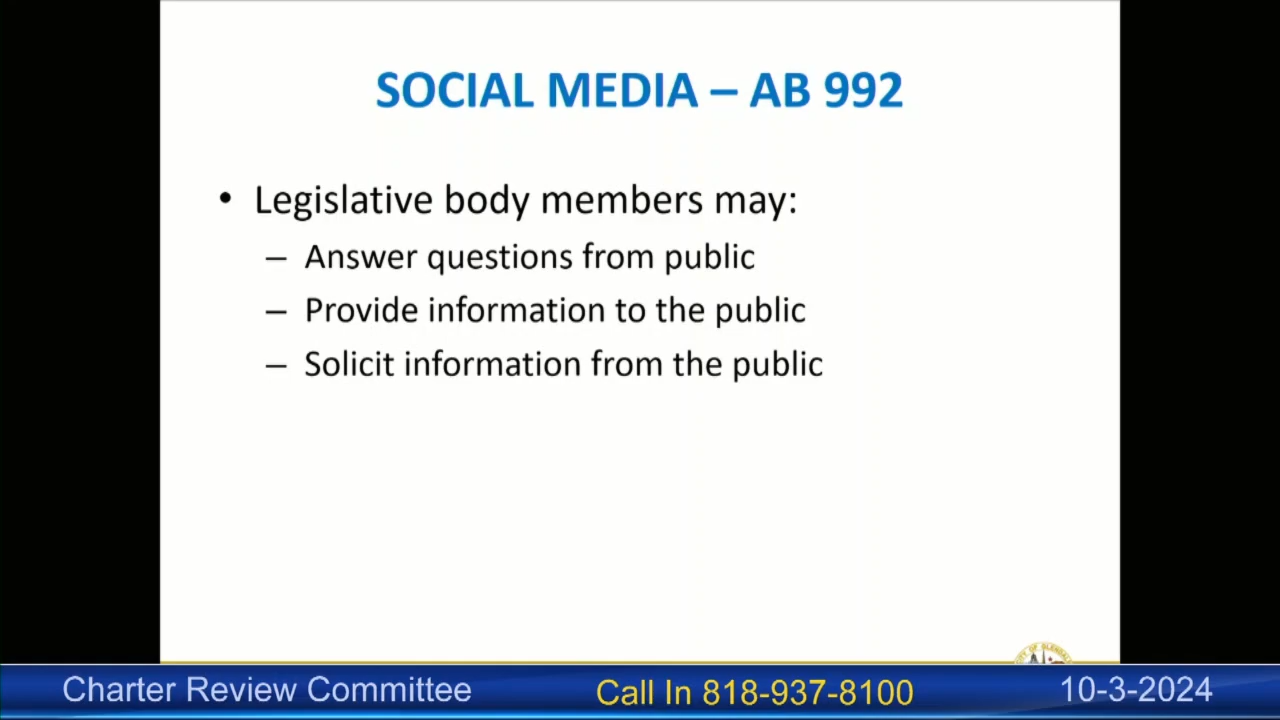 SOCIAL MEDIA – AB 992
• Legislative body members may:
– Answer questions from public
– Provide information to the public
– Solicit information from the public
Charter Review Committee
Call In 818-937-8100
10-3-2024